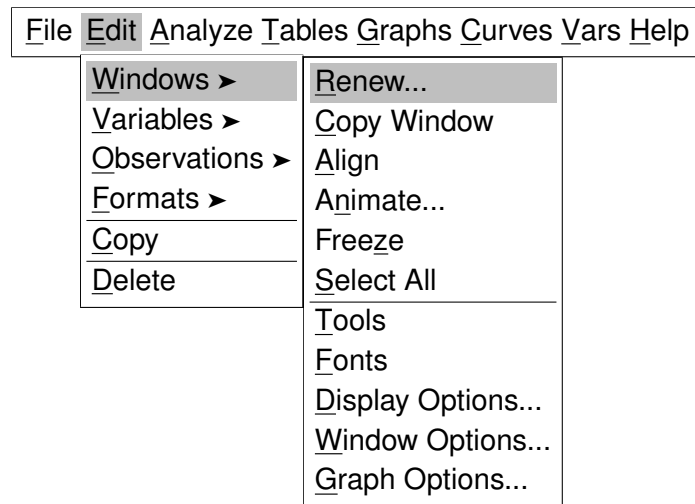 File Edit Analyze Tables Graphs Curves Vars Help
Windows ➤
Variables ➤
Observations ➤
Formats ➤
Copy
Delete
Renew...
Copy Window
Align
Animate...
Freeze
Select All
Tools
Fonts
Display Options...
Window Options...
Graph Options...